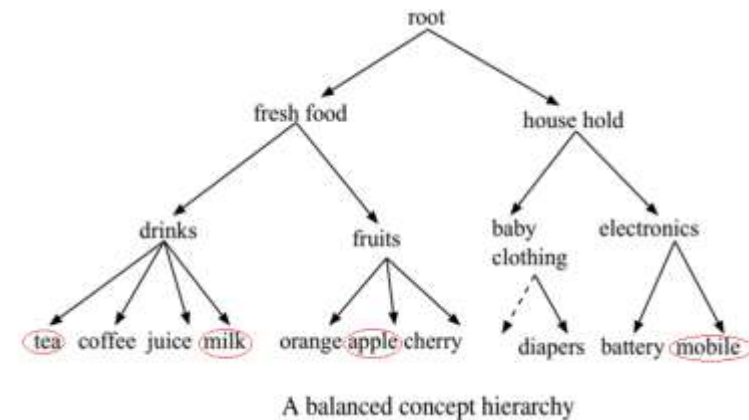 root
fresh food
house hold
drinks
fruits
baby
clothing
electronics
tea coffee juice milk
orange apple cherry
diapers
battery mobile
A balanced concept hierarchy